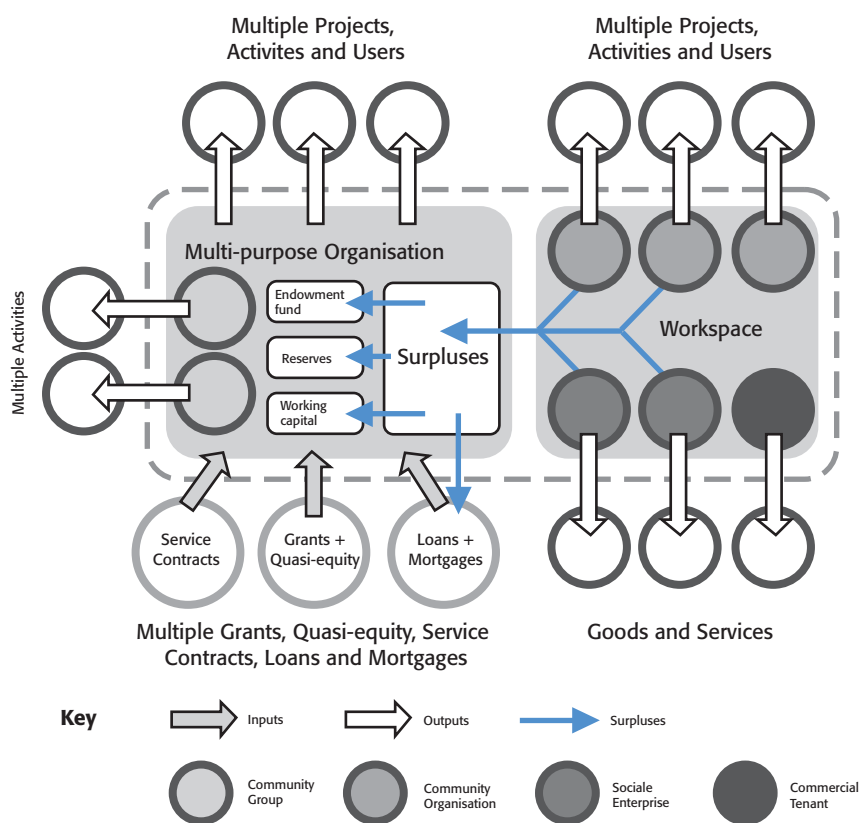 Multiple Projects,
Activites and Users
Multiple Projects,
Activities and Users
Multi-purpose Organisation
Endowment
fund
Reserves
Working
capital
Surpluses
Workspace
Multiple Activities
Service
Contracts
Grants +
Quasi-equity
Loans +
Mortgages
Multiple Grants, Quasi-equity, Service
Contracts, Loans and Mortgages
Goods and Services
Key
Inputs
Outputs
Surpluses
Community
Group
Community
Organisation
Sociale
Enterprise
Commercial
Tenant